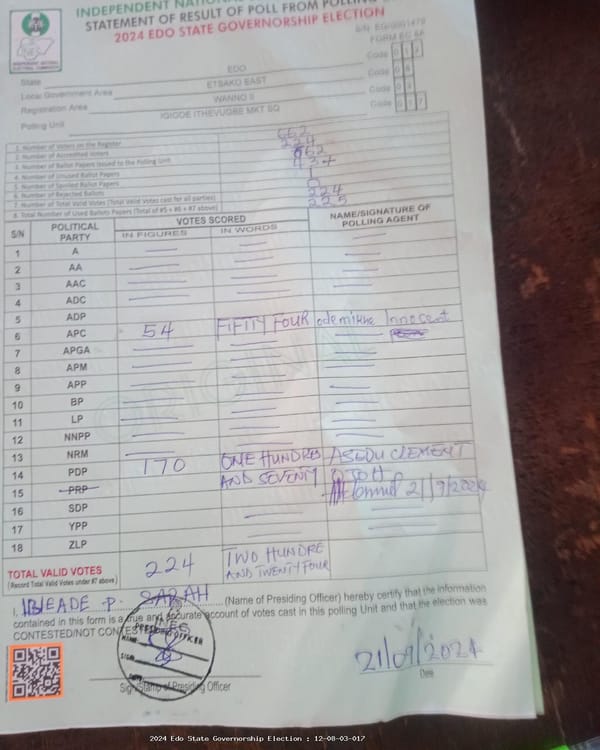 INDEPENDENT NATIONAL
STATEMENT OF RESULT OF POLL FROM POLLING
2024 EDO STATE GOVERNORSHIP ELECTION
FORM EC 8A
State EDO Code 012
Local Government Area ETSAKO EAST Code 08
Registration Area WANNO II Code 03
Polling Unit IGIODE ITHEVUGBE MKT SQ Code 017
1. Number of Voters on the Register 662
2. Number of Accredited Voters 224
3. Number of Ballot Papers Issued to the Polling Unit 662
4. Number of Unused Ballot Papers 437
5. Number of Spoiled Ballot Papers 1
6. Number of Rejected Ballots 0
7. Number of Total Valid Votes (Total Valid Votes cast for all parties) 224
8. Total Number of Used Ballots Papers (Total of #5 + #6 + #7 above) 225
S/N POLITICAL PARTY VOTES SCORED NAME/SIGNATURE OF POLLING AGENT
IN FIGURES IN WORDS
1 A
2 AA
3 AAC
4 ADC
5 ADP
6 APC 54 FIFITY FOUR odemikhe Innocent
7 APGA
8 APM
9 APP
10 BP
11 LP
12 NNPP
13 NRM
14 PDP 170 ONE HUNDRED AND SEVENTY ASEDU CLEMENT
15 PRP 21/9/2024
16 SDP
17 YPP
18 ZLP
TOTAL VALID VOTES 224 TWO HUNDRE AND TWENTY FOUR
(Record Total Valid Votes under #7 above)
ORIGINAL
I, P. SARAH (Name of Presiding Officer) hereby certify that the information
contained in this form is a true and accurate account of votes cast in this polling Unit and that the election was
CONTESTED/NOT CONTESTED
PRESIDING OFFICER
NAME
SIGN
DATE
21/09/2024
Sign/Stamp of Presiding Officer
Date
2024 Edo State Governorship Election : 12-08-03-017